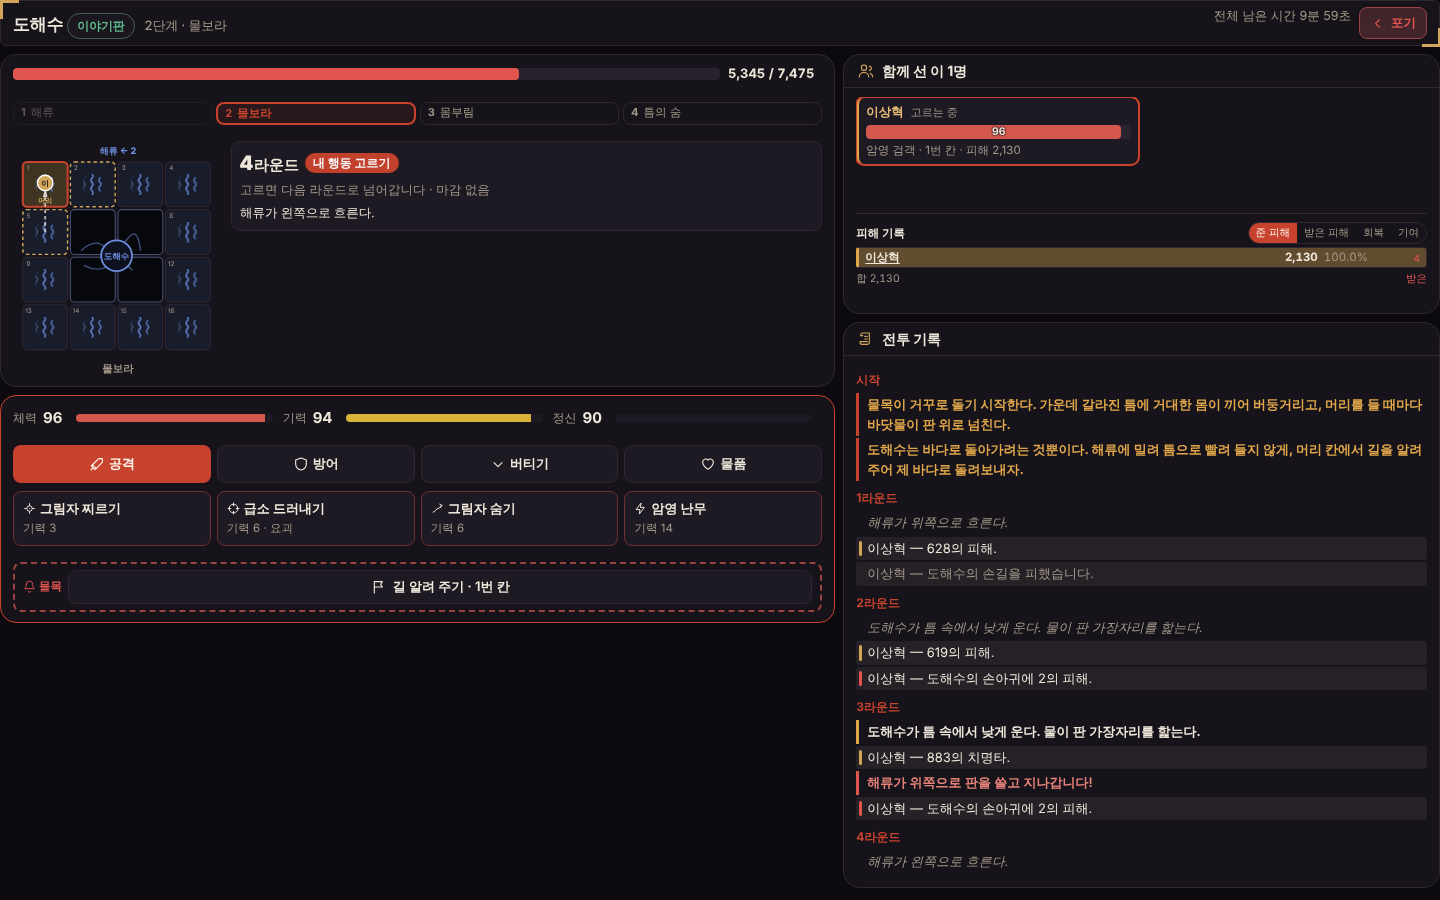 도해수 이야기판 2단계 · 물보라
전체 남은 시간 9분 59초 포기
5,345 / 7,475
1 해류 2 물보라 3 몸부림 4 틈의 숨
해류 ← 2
1 2 3 4
이
머리
5 8
도해수
9 12
13 14 15 16
물보라
4라운드 내 행동 고르기
고르면 다음 라운드로 넘어갑니다 · 마감 없음
해류가 왼쪽으로 흐른다.
체력 96 기력 94 정신 90
공격 방어 버티기 물품
그림자 찌르기 급소 드러내기 그림자 숨기 암영 난무
기력 3 기력 6 · 요괴 기력 6 기력 14
물목 길 알려 주기 · 1번 칸
함께 선 이 1명
이상혁 고르는 중
96
암영 검객 · 1번 칸 · 피해 2,130
피해 기록 준 피해 받은 피해 회복 기여
이상혁 2,130 100.0% 4
합 2,130 받은
전투 기록
시작
물목이 거꾸로 돌기 시작한다. 가운데 갈라진 틈에 거대한 몸이 끼어 버둥거리고, 머리를 들 때마다
바닷물이 판 위로 넘친다.
도해수는 바다로 돌아가려는 것뿐이다. 해류에 밀려 틈으로 빨려 들지 않게, 머리 칸에서 길을 알려
주어 제 바다로 돌려보내자.
1라운드
해류가 위쪽으로 흐른다.
이상혁 — 628의 피해.
이상혁 — 도해수의 손길을 피했습니다.
2라운드
도해수가 틈 속에서 낮게 운다. 물이 판 가장자리를 핥는다.
이상혁 — 619의 피해.
이상혁 — 도해수의 손아귀에 2의 피해.
3라운드
도해수가 틈 속에서 낮게 운다. 물이 판 가장자리를 핥는다.
이상혁 — 883의 치명타.
해류가 위쪽으로 판을 쓸고 지나갑니다!
이상혁 — 도해수의 손아귀에 2의 피해.
4라운드
해류가 왼쪽으로 흐른다.